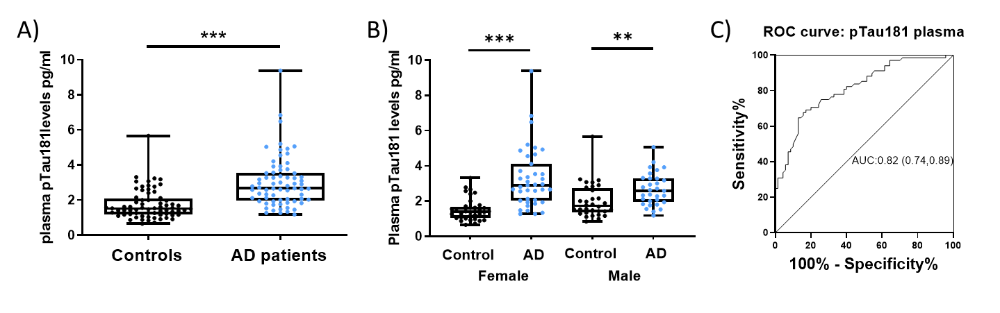 A)
***
plasma pTau181levels pg/ml
10
8
6
4
2
0
Controls
AD patients
B)
***
**
Plasma pTau181 levels pg/ml
10
8
6
4
2
0
Control
AD
Control
AD
Female
Male
C)
ROC curve: pTau181 plasma
Sensitivity%
100
80
60
40
20
0
AUC:0.82 (0.74,0.89)
0
20
40
60
80
100
100% - Specificity%